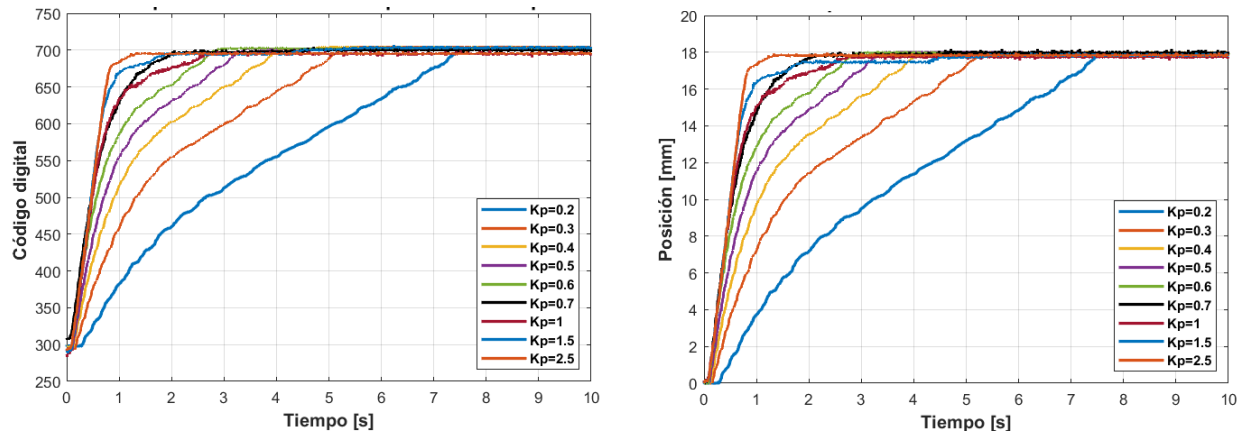 750
700
650
600
550
500
450
400
350
300
250
0 1 2 3 4 5 6 7 8 9 10
Código digital
Tiempo [s]
Kp=0.2
Kp=0.3
Kp=0.4
Kp=0.5
Kp=0.6
Kp=0.7
Kp=1
Kp=1.5
Kp=2.5
20
18
16
14
12
10
8
6
4
2
0
0 1 2 3 4 5 6 7 8 9 10
Posición [mm]
Tiempo [s]
Kp=0.2
Kp=0.3
Kp=0.4
Kp=0.5
Kp=0.6
Kp=0.7
Kp=1
Kp=1.5
Kp=2.5